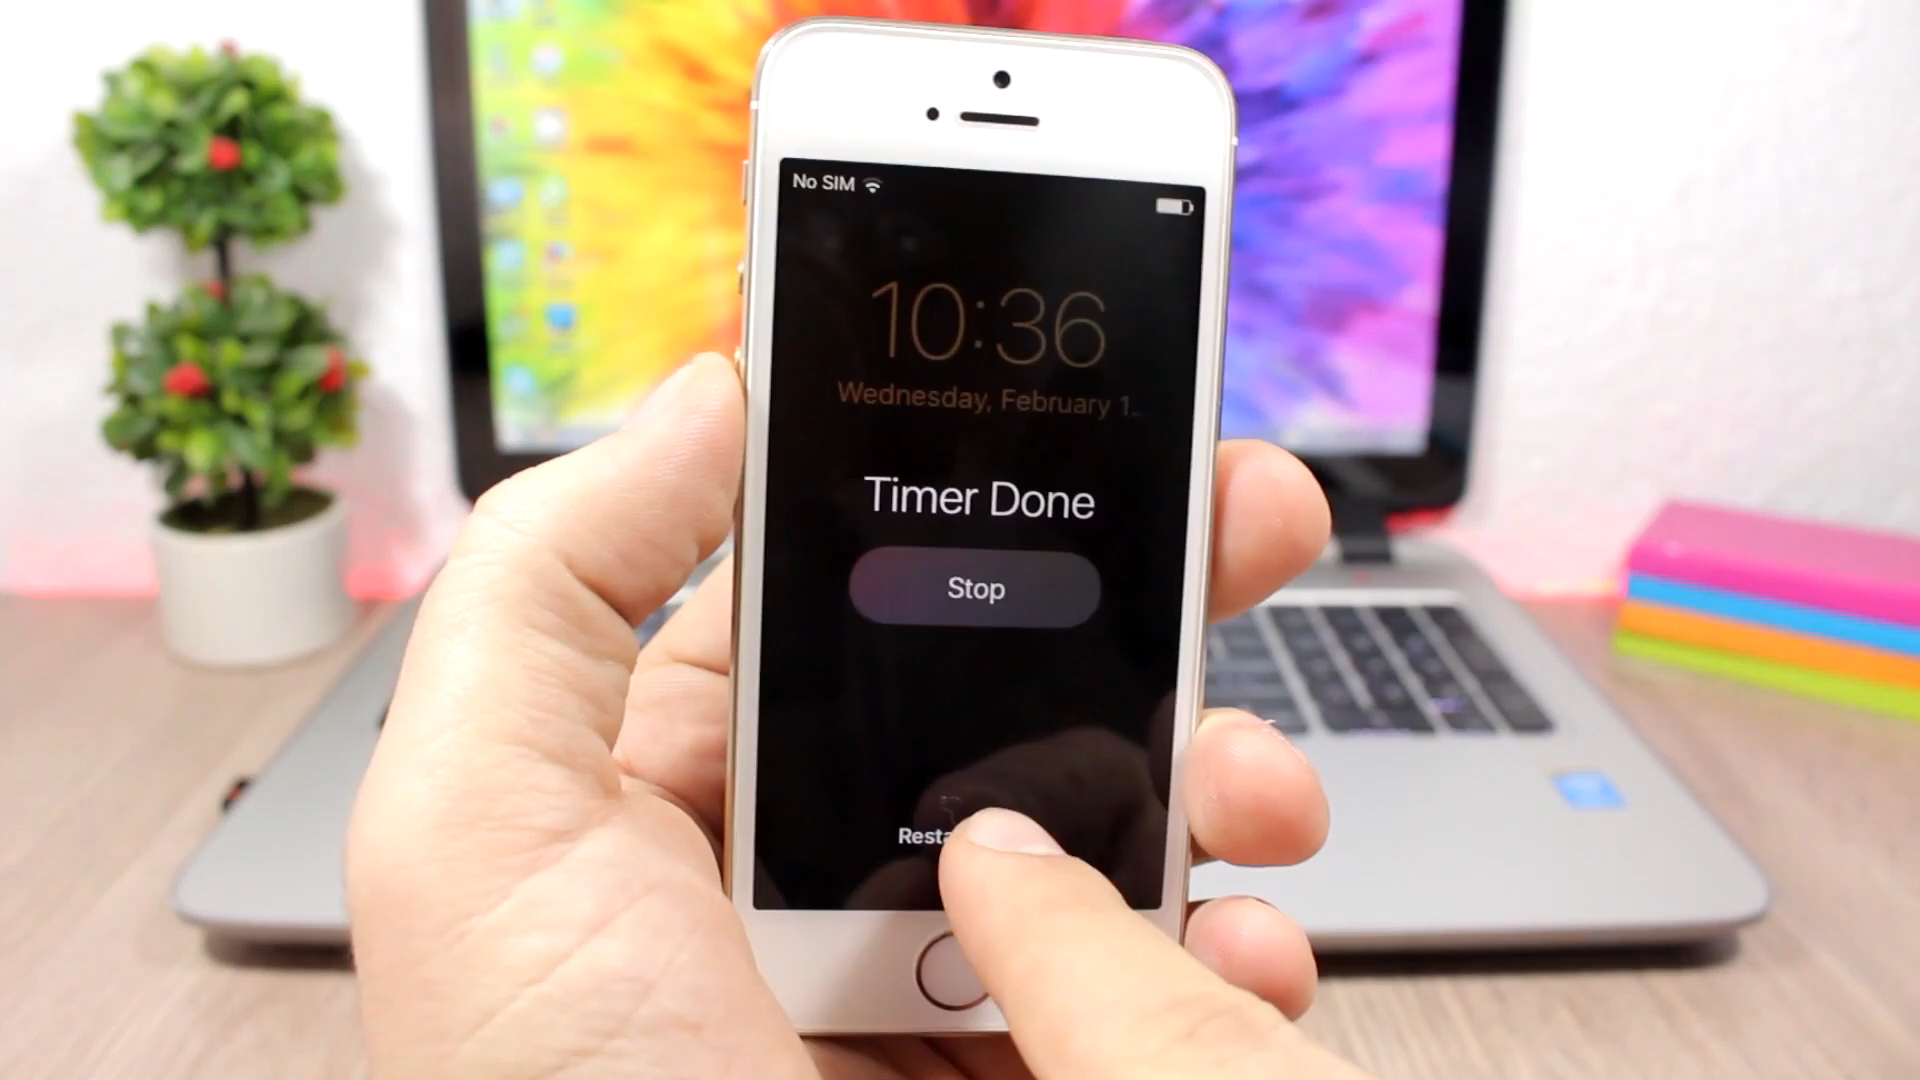 No SIM
10:36
Wednesday, February 1...
Timer Done
Stop